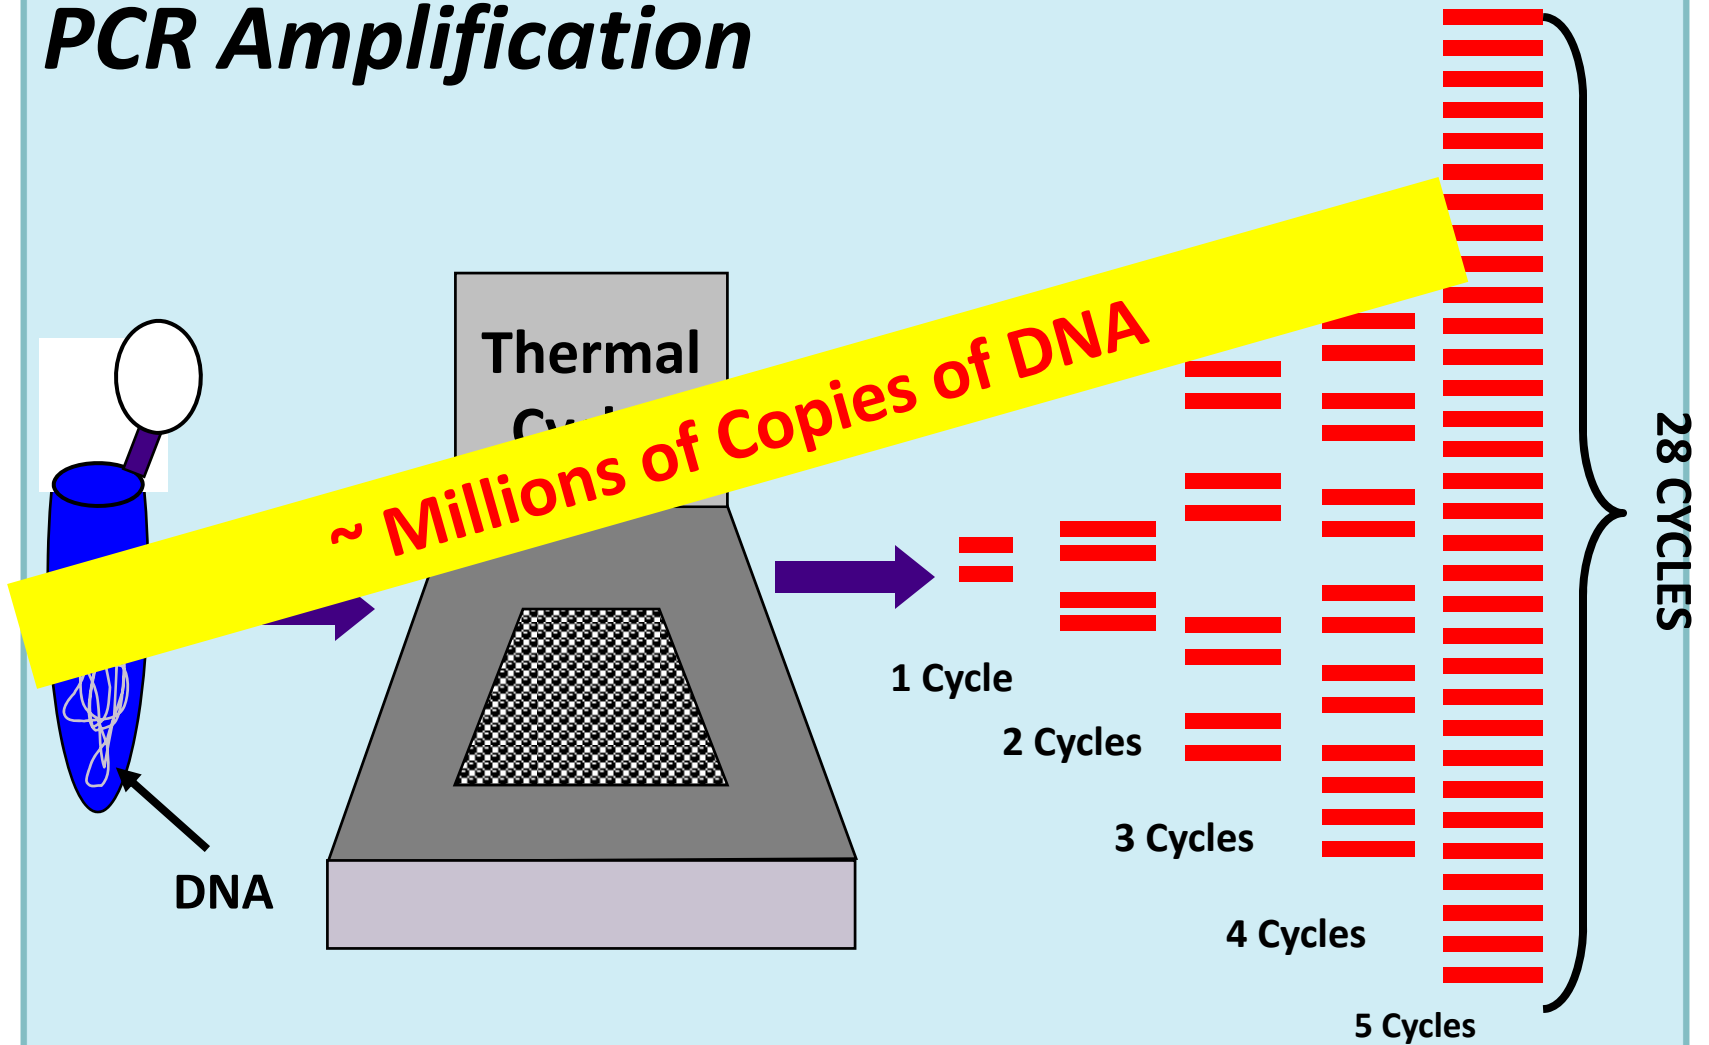 PCR Amplification
Thermal
~ Millions of Copies of DNA
28 CYCLES
1 Cycle
2 Cycles
3 Cycles
DNA
4 Cycles
5 Cycles